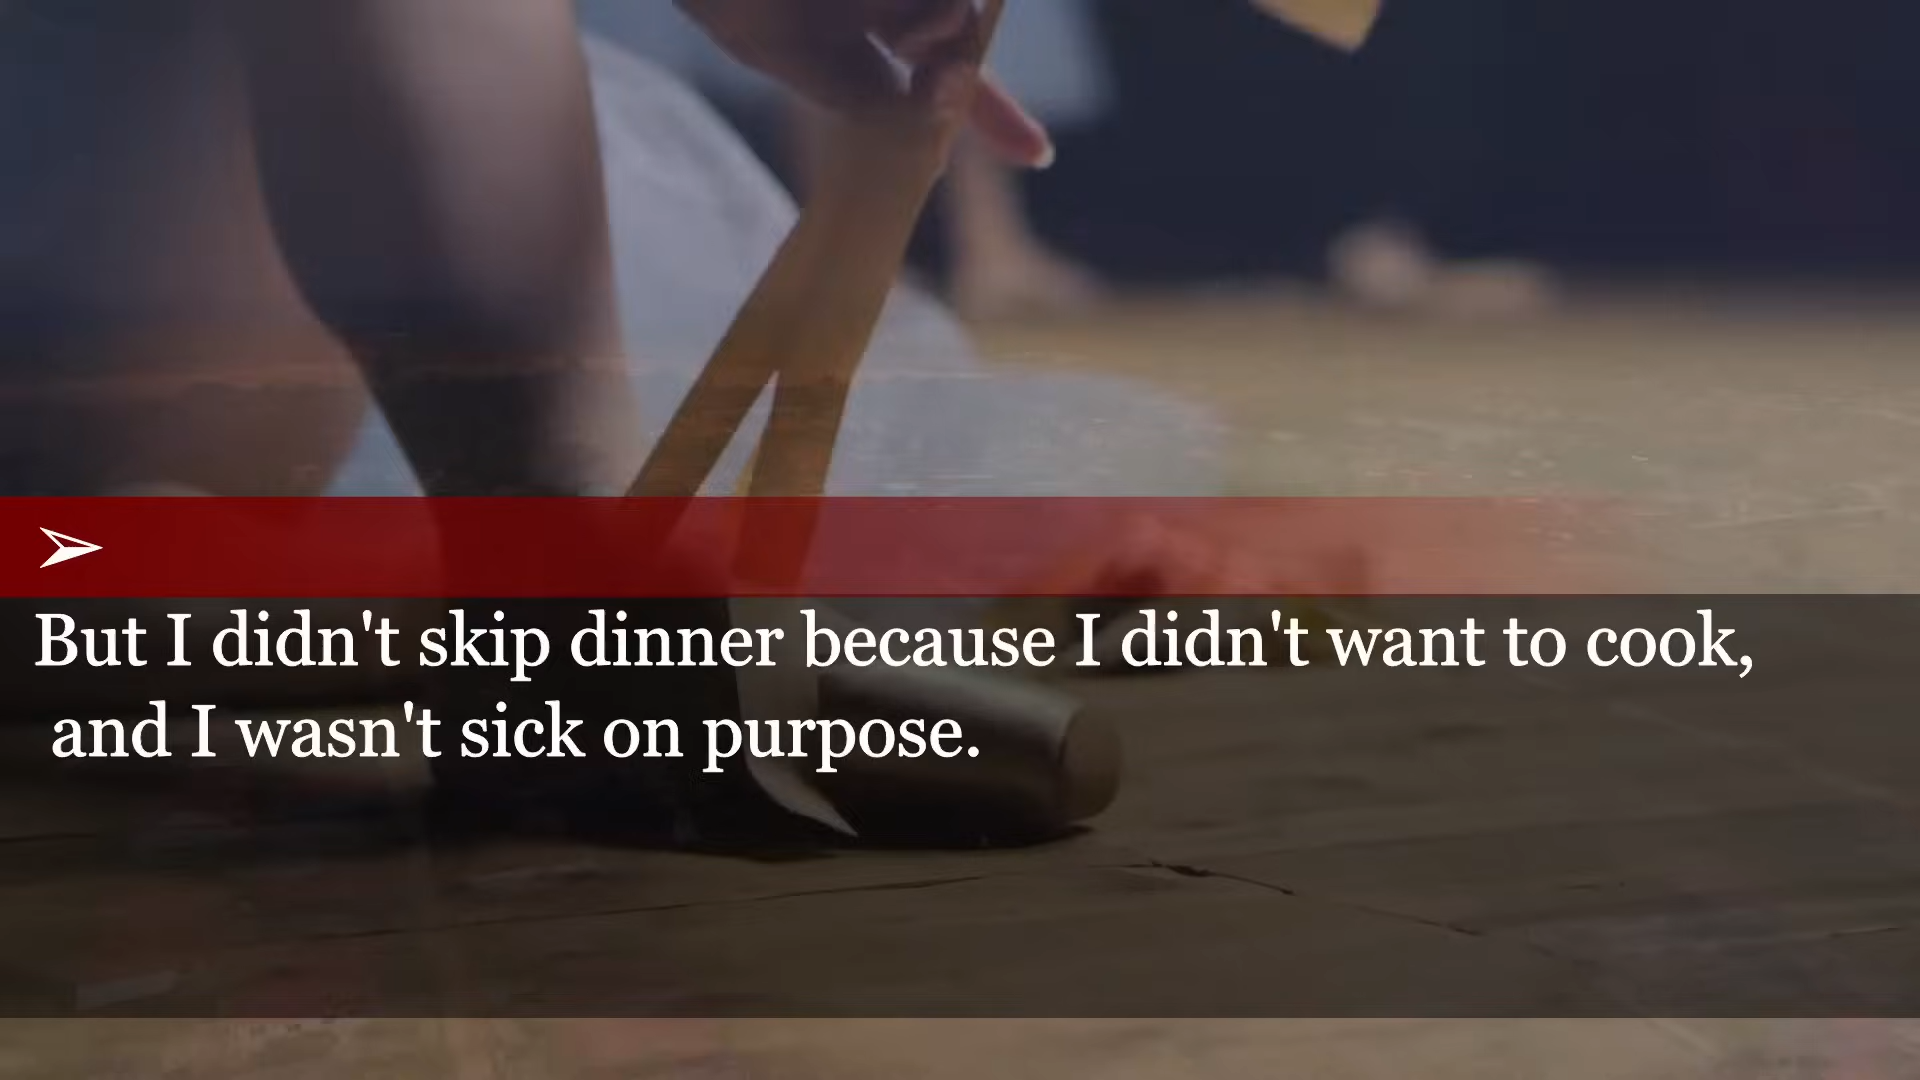 But I didn't skip dinner because I didn't want to cook,
and I wasn't sick on purpose.